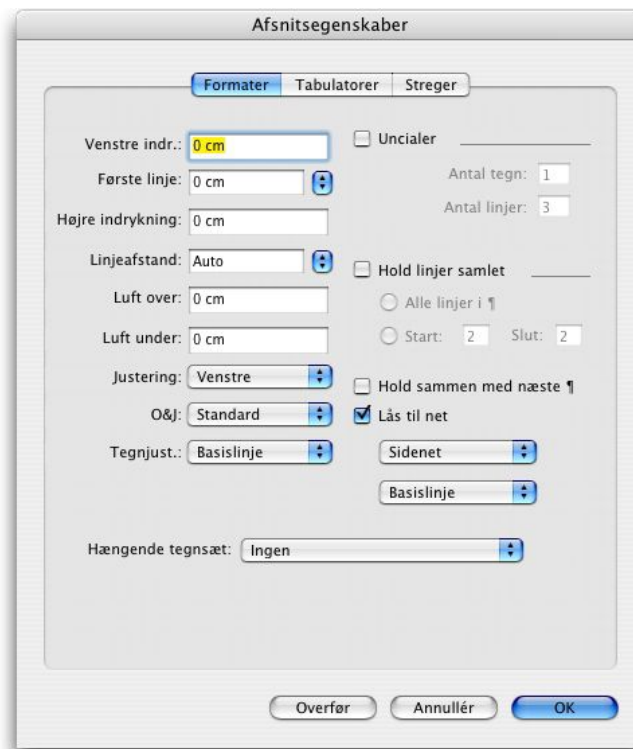 Afsnitsegenskaber
Formater Tabulatorer Streger
Venstre indr.: 0 cm
Første linje: 0 cm
Højre indrykning: 0 cm
Linjeafstand: Auto
Luft over: 0 cm
Luft under: 0 cm
Justering: Venstre
O&J: Standard
Tegnjust.: Basislinje
Uncialer
Antal tegn: 1
Antal linjer: 3
Hold linjer samlet
Alle linjer i ¶
Start: 2 Slut: 2
Hold sammen med næste ¶
Lås til net
Sidenet
Basislinje
Hængende tegnsæt: Ingen
Overfør Annullér OK